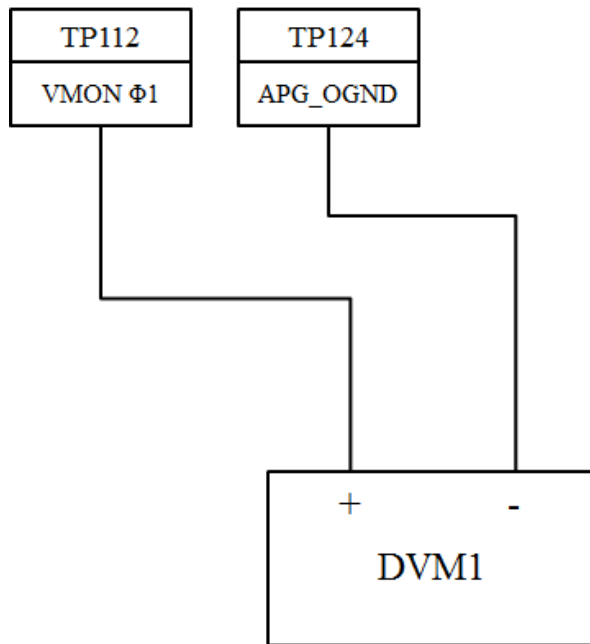 TP112
VMON Φ1
TP124
APG_OGND
+ -
DVM1